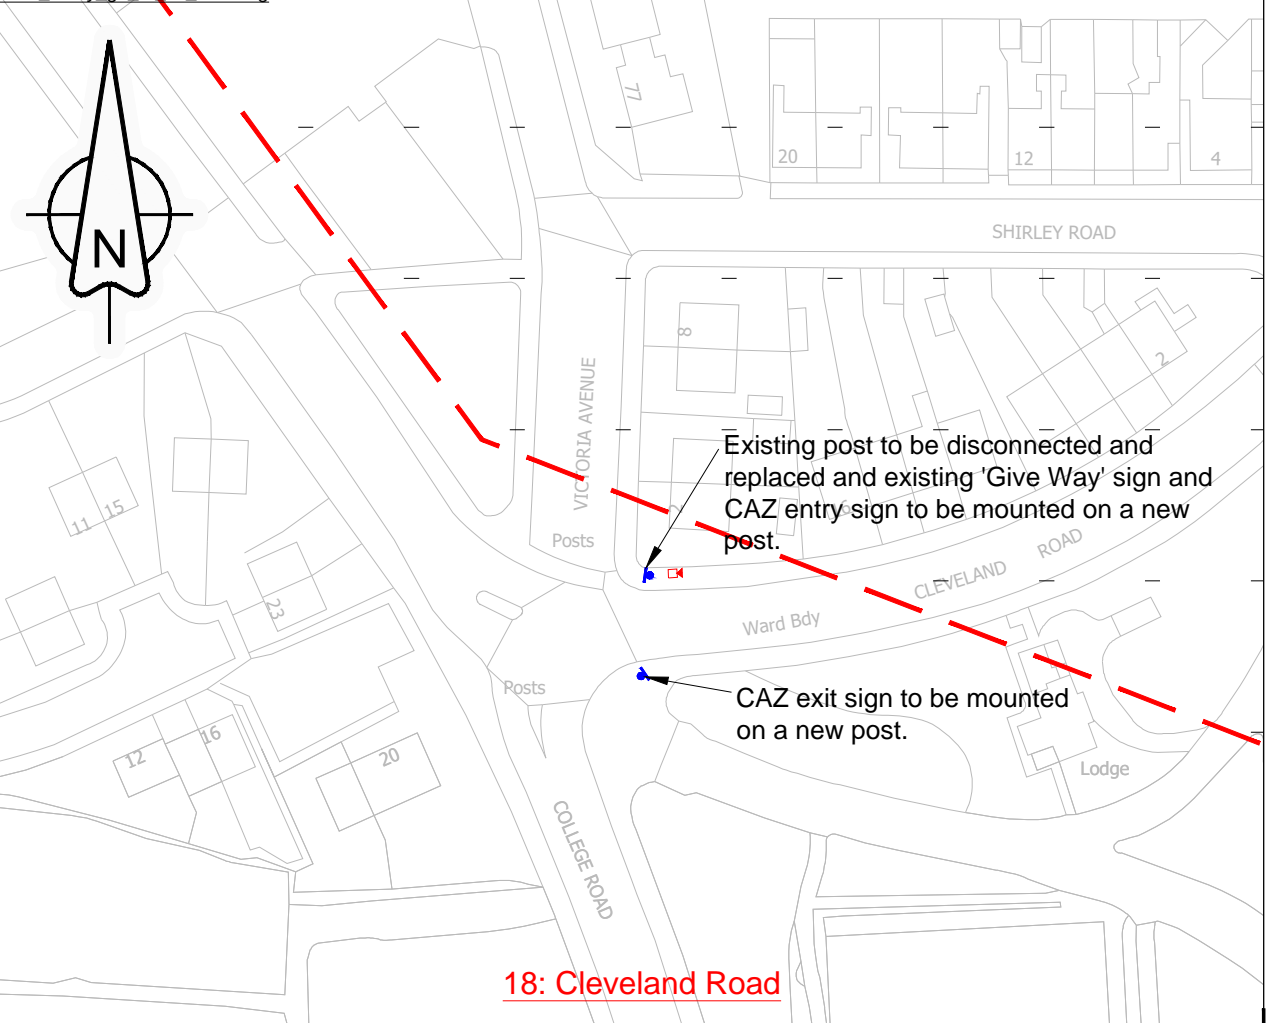 77
20
12
4
SHIRLEY ROAD
N
8
2
VICTORIA AVENUE
Existing post to be disconnected and
replaced and existing 'Give Way' sign and
CAZ entry sign to be mounted on a new
post.
2
16
11
15
Posts
ROAD
CLEVELAND
23
Ward Bdy
Posts
CAZ exit sign to be mounted
on a new post.
16
12
20
Lodge
COLLEGE ROAD
18: Cleveland Road